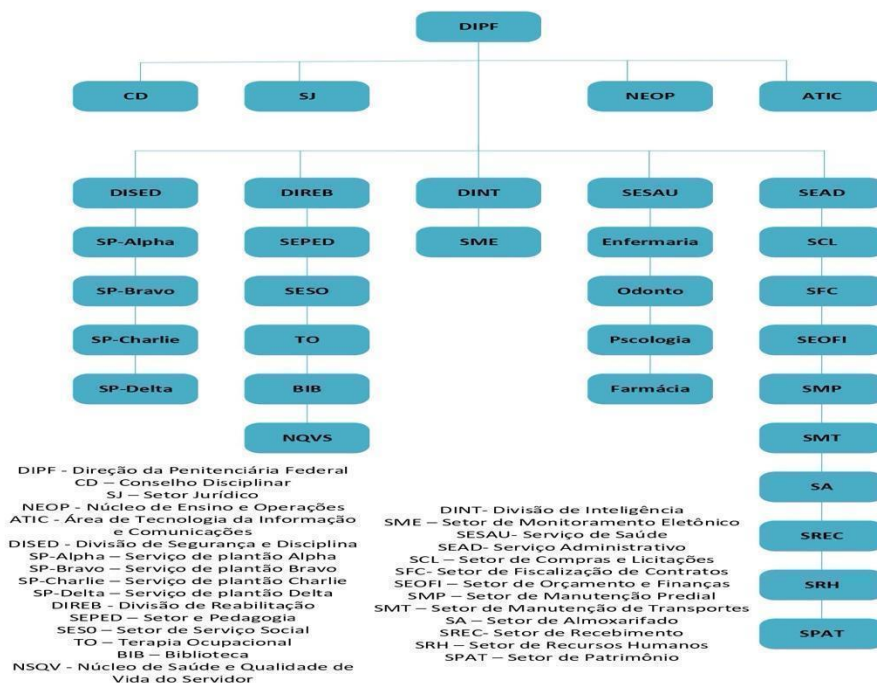 DIPF
CD
SJ
NEOP
ATIC
DISED
DIREB
DINT
SESAU
SEAD
SP-Alpha
SEPED
SME
Enfermaria
SCL
SP-Bravo
SESO
Odonto
SFC
SP-Charlie
TO
Pscologia
SEOFI
SP-Delta
BIB
Farmácia
SMP
NQVS
SMT
SA
SREC
SRH
SPAT
DIPF - Direção da Penitenciária Federal
CD – Conselho Disciplinar
SJ – Setor Jurídico
NEOP - Núcleo de Ensino e Operações
ATIC - Área de Tecnologia da Informação
e Comunicações
DISED - Divisão de Segurança e Disciplina
SP-Alpha – Serviço de plantão Alpha
SP-Bravo – Serviço de plantão Bravo
SP-Charlie – Serviço de plantão Charlie
SP-Delta – Serviço de plantão Delta
DIREB - Divisão de Reabilitação
SEPED – Setor e Pedagogia
SES0 – Setor de Serviço Social
TO – Terapia Ocupacional
BIB – Biblioteca
NSQV - Núcleo de Saúde e Qualidade de
Vida do Servidor
DINT- Divisão de Inteligência
SME – Setor de Monitoramento Eletônico
SESAU- Serviço de Saúde
SEAD- Serviço Administrativo
SCL – Setor de Compras e Licitações
SFC- Setor de Fiscalização de Contratos
SEOFI – Setor de Orçamento e Finanças
SMP – Setor de Manutenção Predial
SMT – Setor de Manutenção de Transportes
SA – Setor de Almoxarifado
SREC- Setor de Recebimento
SRH – Setor de Recursos Humanos
SPAT – Setor de Patrimônio